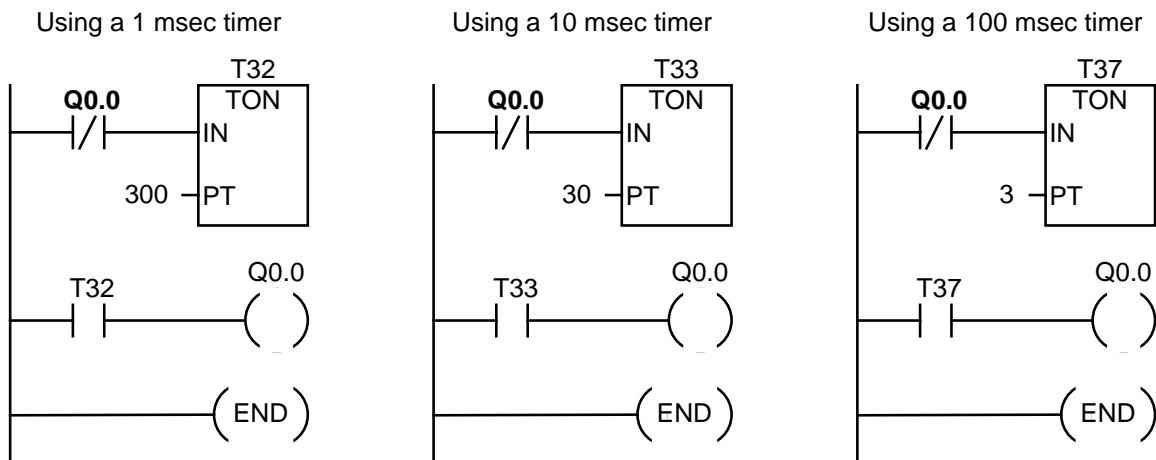 Using a 1 msec timer
T32
Q0.0
TON
IN
300
PT
T32
Q0.0
END
Using a 10 msec timer
T33
Q0.0
TON
IN
30
PT
T33
Q0.0
END
Using a 100 msec timer
T37
Q0.0
TON
IN
3
PT
T37
Q0.0
END